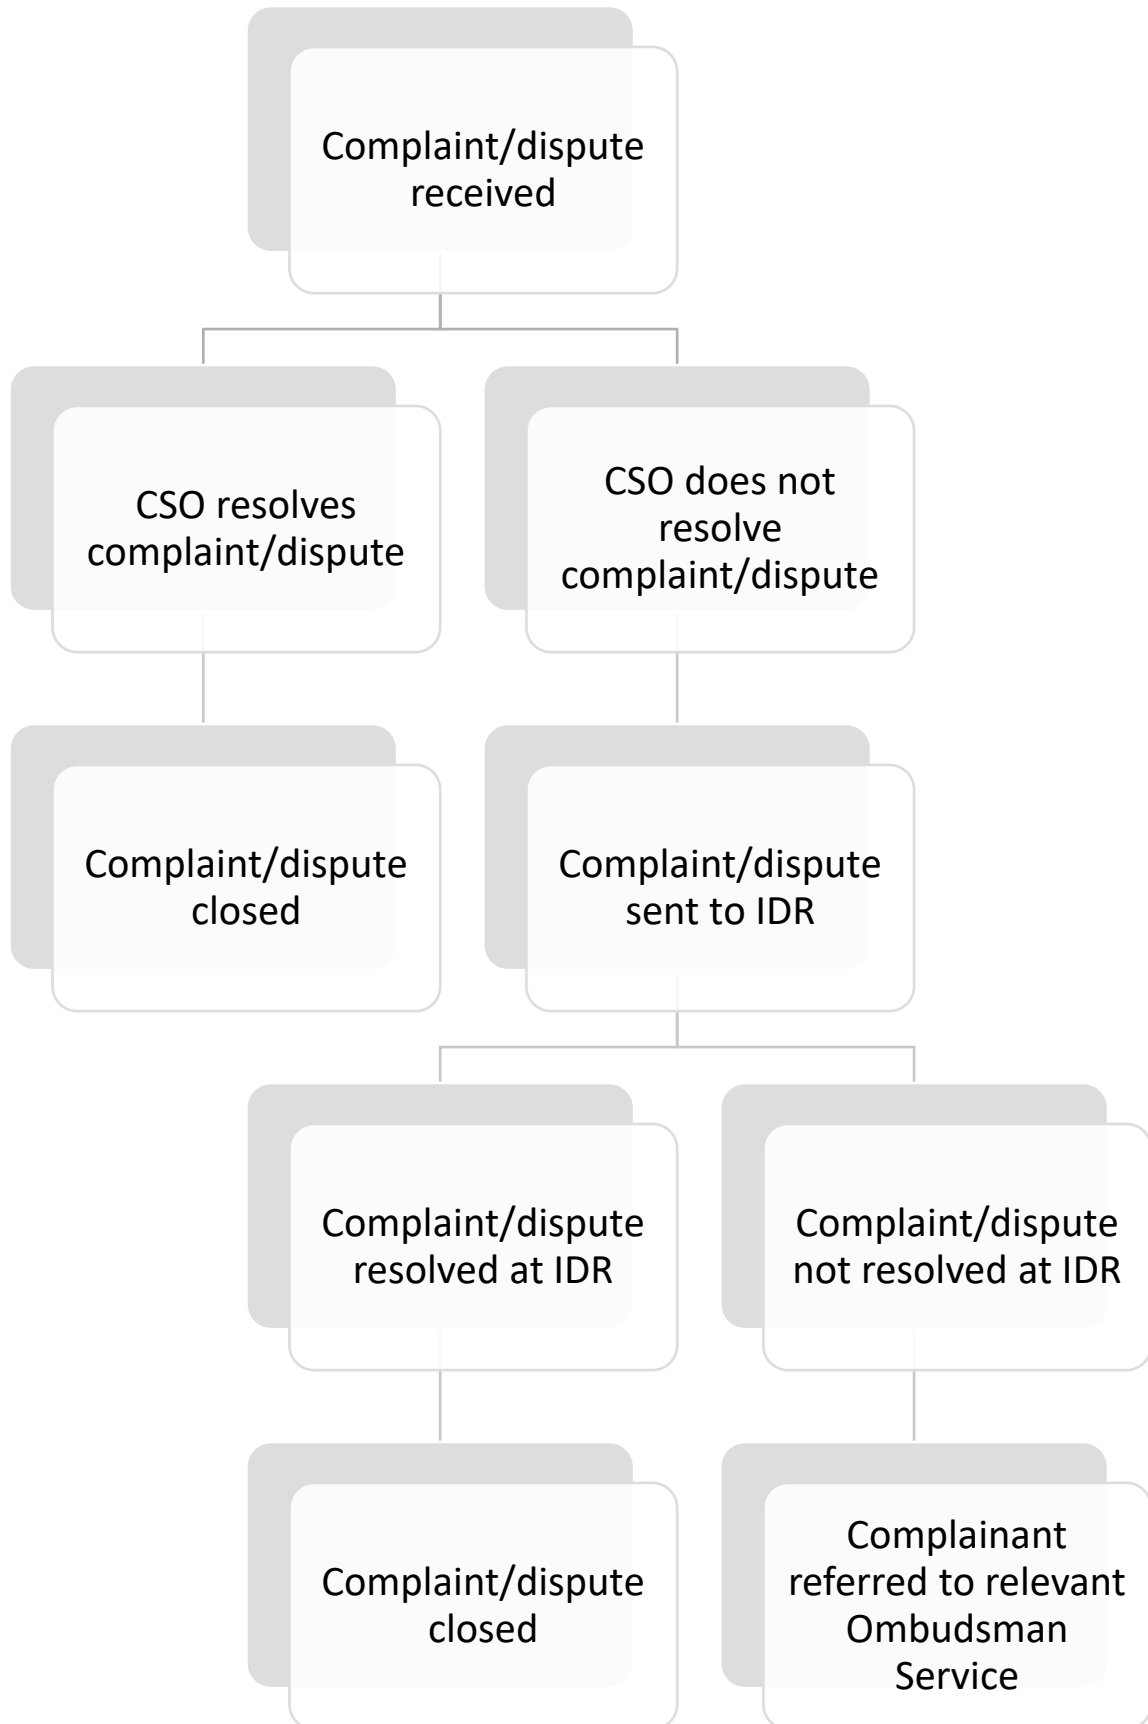 Complaint/dispute
received
CSO resolves
complaint/dispute
CSO does not
resolve
complaint/dispute
Complaint/dispute
closed
Complaint/dispute
sent to IDR
Complaint/dispute
resolved at IDR
Complaint/dispute
not resolved at IDR
Complaint/dispute
closed
Complainant
referred to relevant
Ombudsman
Service